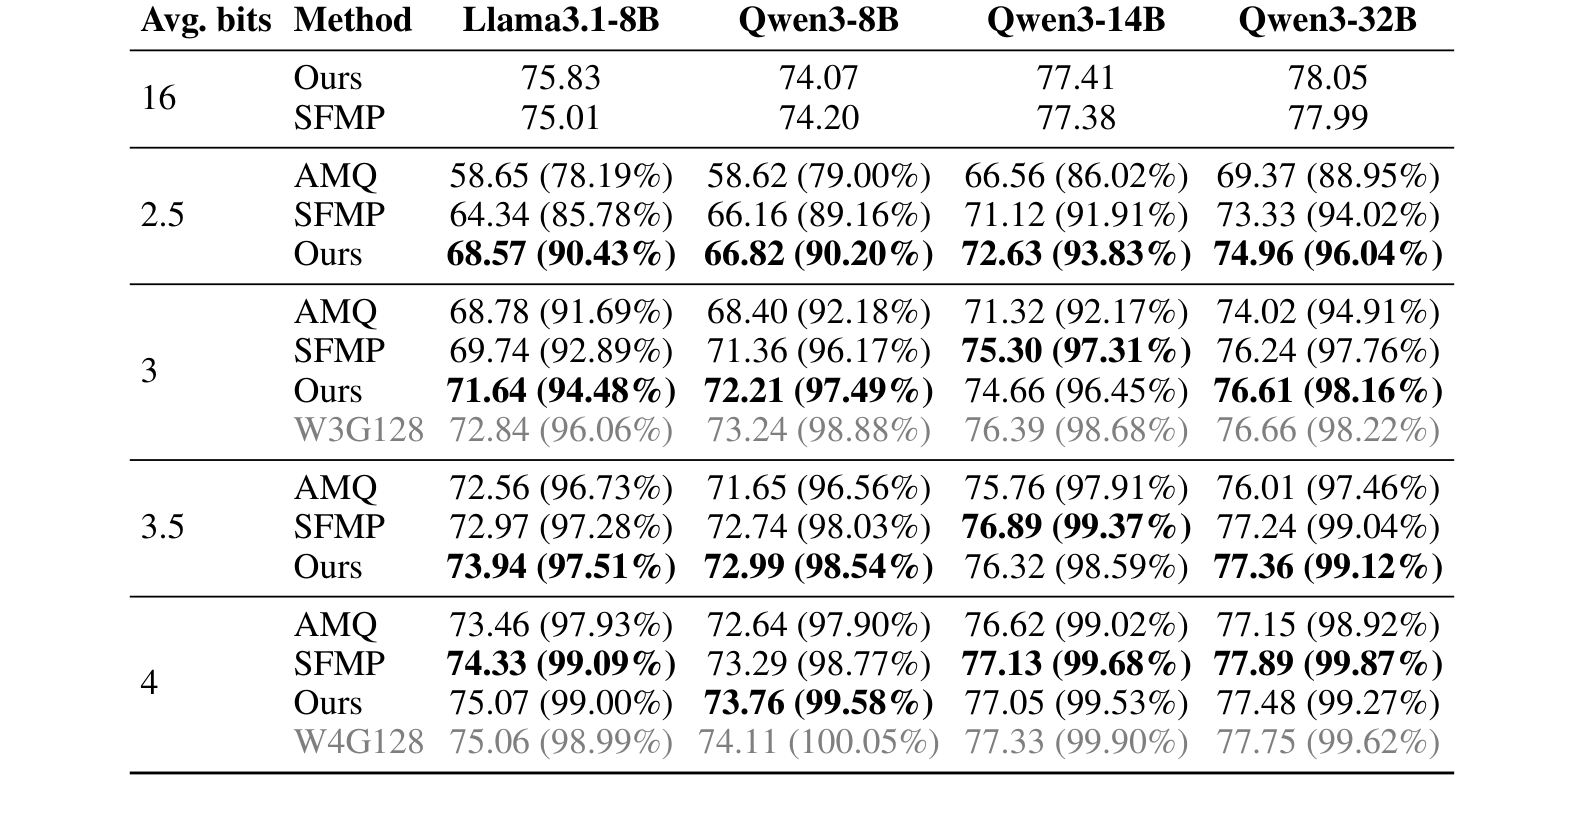 Avg. bits Method Llama3.1-8B Qwen3-8B Qwen3-14B Qwen3-32B
16
Ours 75.83 74.07 77.41 78.05
SFMP 75.01 74.20 77.38 77.99
2.5
AMQ 58.65 (78.19%) 58.62 (79.00%) 66.56 (86.02%) 69.37 (88.95%)
SFMP 64.34 (85.78%) 66.16 (89.16%) 71.12 (91.91%) 73.33 (94.02%)
Ours 68.57 (90.43%) 66.82 (90.20%) 72.63 (93.83%) 74.96 (96.04%)
3
AMQ 68.78 (91.69%) 68.40 (92.18%) 71.32 (92.17%) 74.02 (94.91%)
SFMP 69.74 (92.89%) 71.36 (96.17%) 75.30 (97.31%) 76.24 (97.76%)
Ours 71.64 (94.48%) 72.21 (97.49%) 74.66 (96.45%) 76.61 (98.16%)
W3G128 72.84 (96.06%) 73.24 (98.88%) 76.39 (98.68%) 76.66 (98.22%)
3.5
AMQ 72.56 (96.73%) 71.65 (96.56%) 75.76 (97.91%) 76.01 (97.46%)
SFMP 72.97 (97.28%) 72.74 (98.03%) 76.89 (99.37%) 77.24 (99.04%)
Ours 73.94 (97.51%) 72.99 (98.54%) 76.32 (98.59%) 77.36 (99.12%)
4
AMQ 73.46 (97.93%) 72.64 (97.90%) 76.62 (99.02%) 77.15 (98.92%)
SFMP 74.33 (99.09%) 73.29 (98.77%) 77.13 (99.68%) 77.89 (99.87%)
Ours 75.07 (99.00%) 73.76 (99.58%) 77.05 (99.53%) 77.48 (99.27%)
W4G128 75.06 (98.99%) 74.11 (100.05%) 77.33 (99.90%) 77.75 (99.62%)